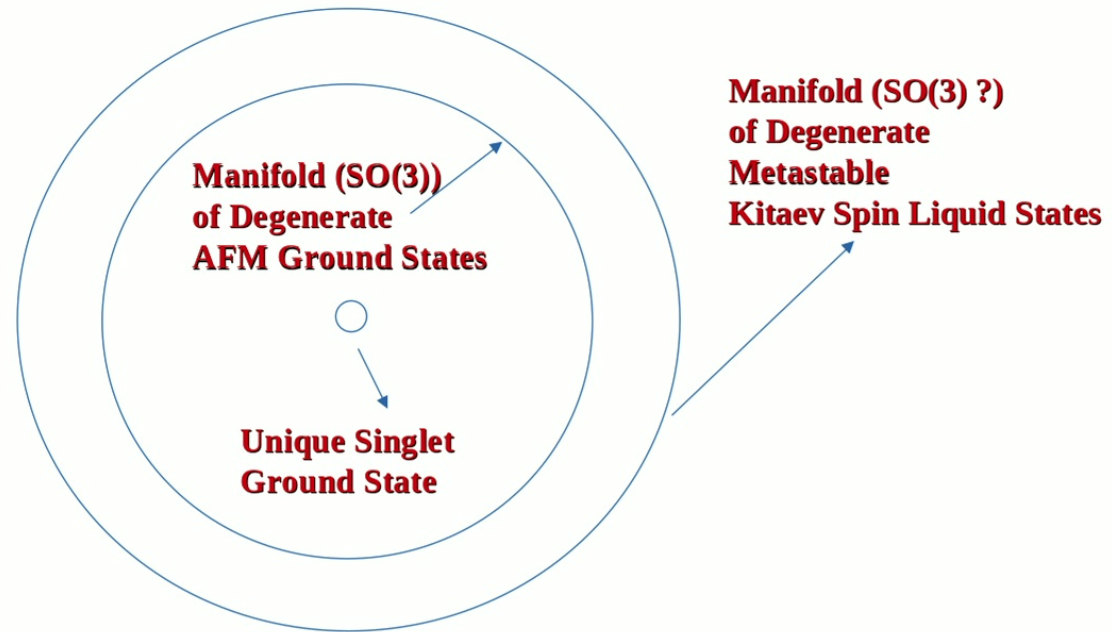 Manifold (SO(3) ?)
of Degenerate
Metastable
Kitaev Spin Liquid States
Manifold (SO(3))
of Degenerate
AFM Ground States
Unique Singlet
Ground State